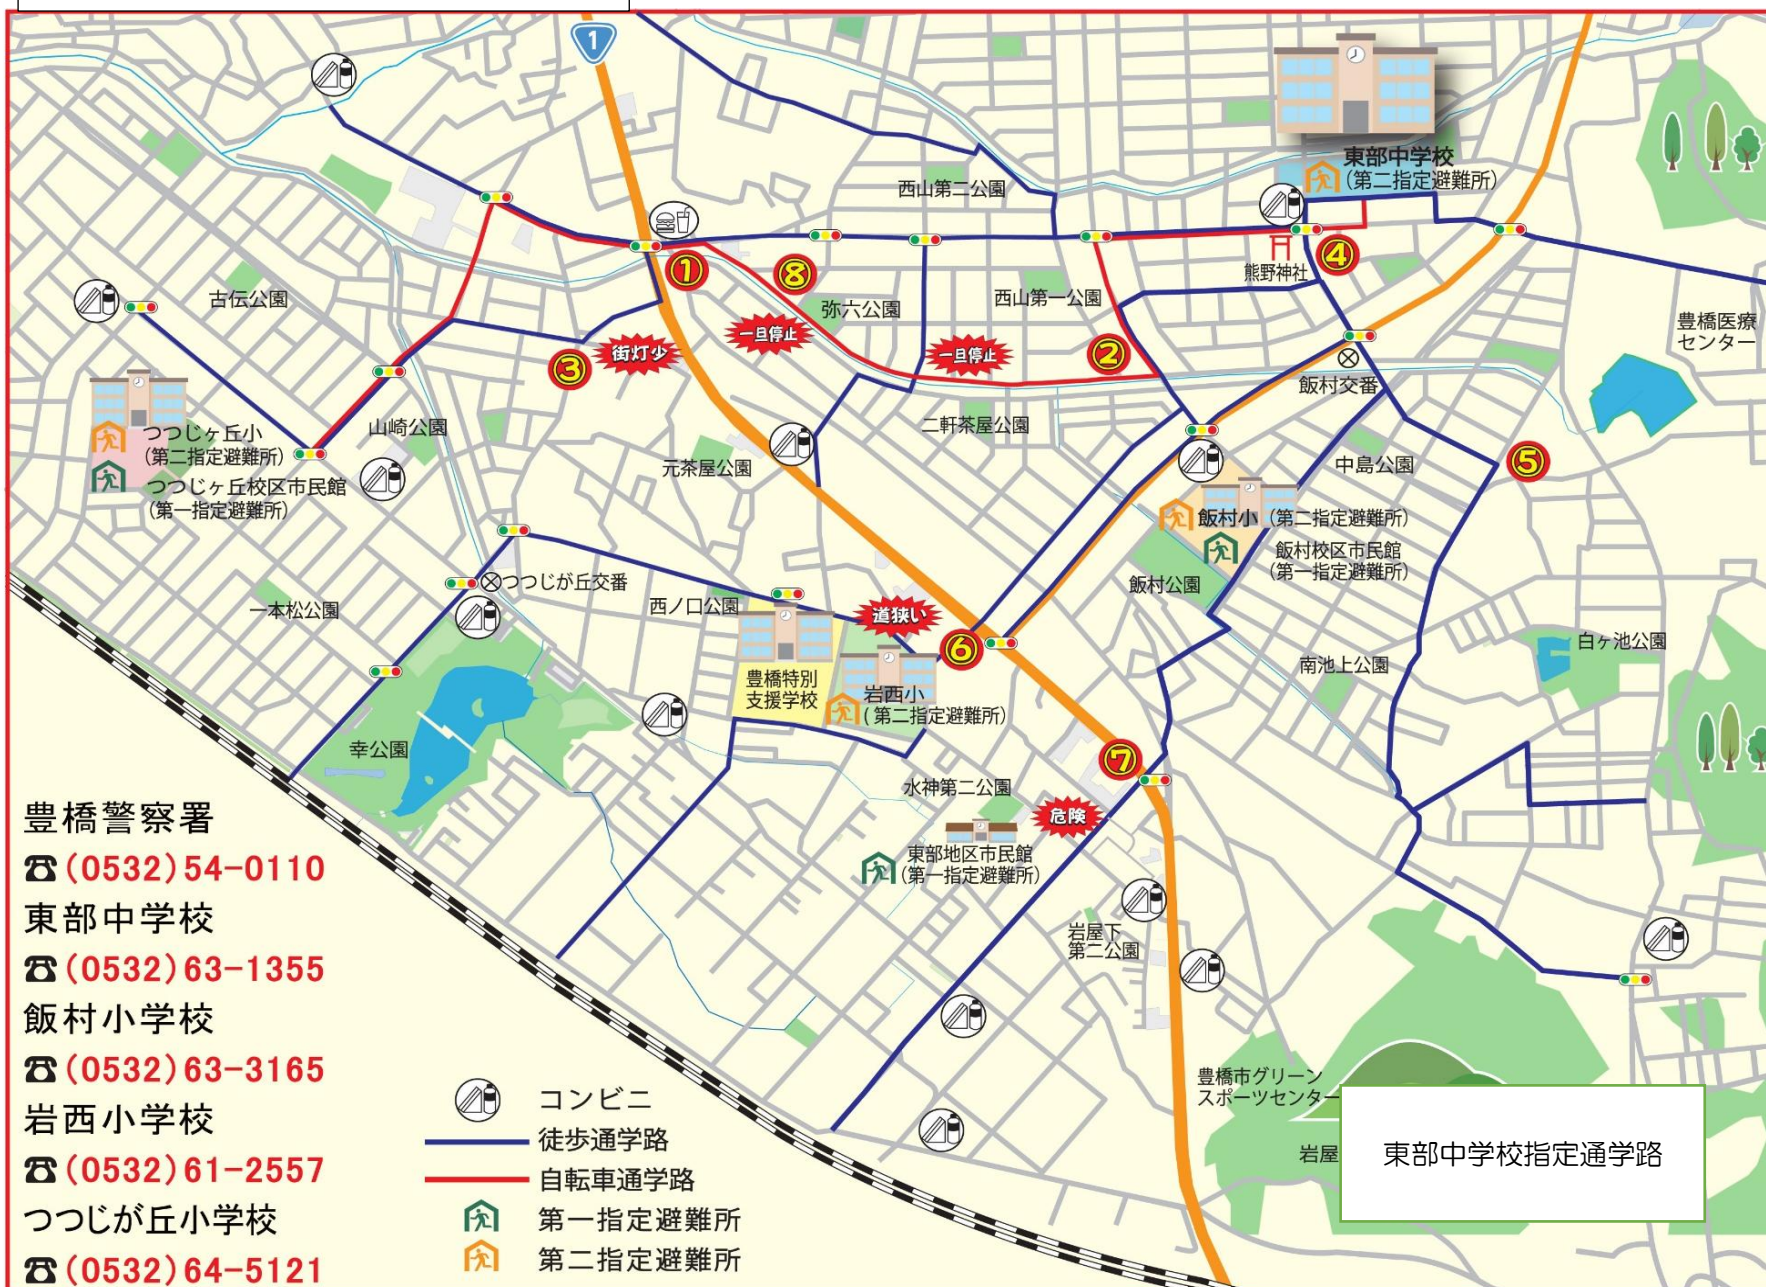 1
東部中学校
(第二指定避難所)
西山第二公園
熊野神社
④
①
⑧
古伝公園
弥六公園
西山第一公園
豊橋医療
センター
一旦停止
一旦停止
街灯少
③
②
飯村交番
つつじヶ丘小
(第二指定避難所)
つつじヶ丘校区市民館
(第一指定避難所)
山崎公園
元茶屋公園
二軒茶屋公園
中島公園
⑤
飯村小 (第二指定避難所)
飯村校区市民館
(第一指定避難所)
飯村公園
つつじが丘交番
一本松公園
西ノ口公園
道狭い
⑥
豊橋特別
支援学校
岩西小
(第二指定避難所)
南池上公園
白ヶ池公園
幸公園
⑦
水神第二公園
危険
東部地区市民館
(第一指定避難所)
岩屋下
第二公園
豊橋市グリーン
スポーツセンター
岩屋
東部中学校指定通学路
豊橋警察署
☎(0532)54-0110
東部中学校
☎(0532)63-1355
飯村小学校
☎(0532)63-3165
岩西小学校
☎(0532)61-2557
つつじが丘小学校
☎(0532)64-5121
コンビニ
徒歩通学路
自転車通学路
第一指定避難所
第二指定避難所